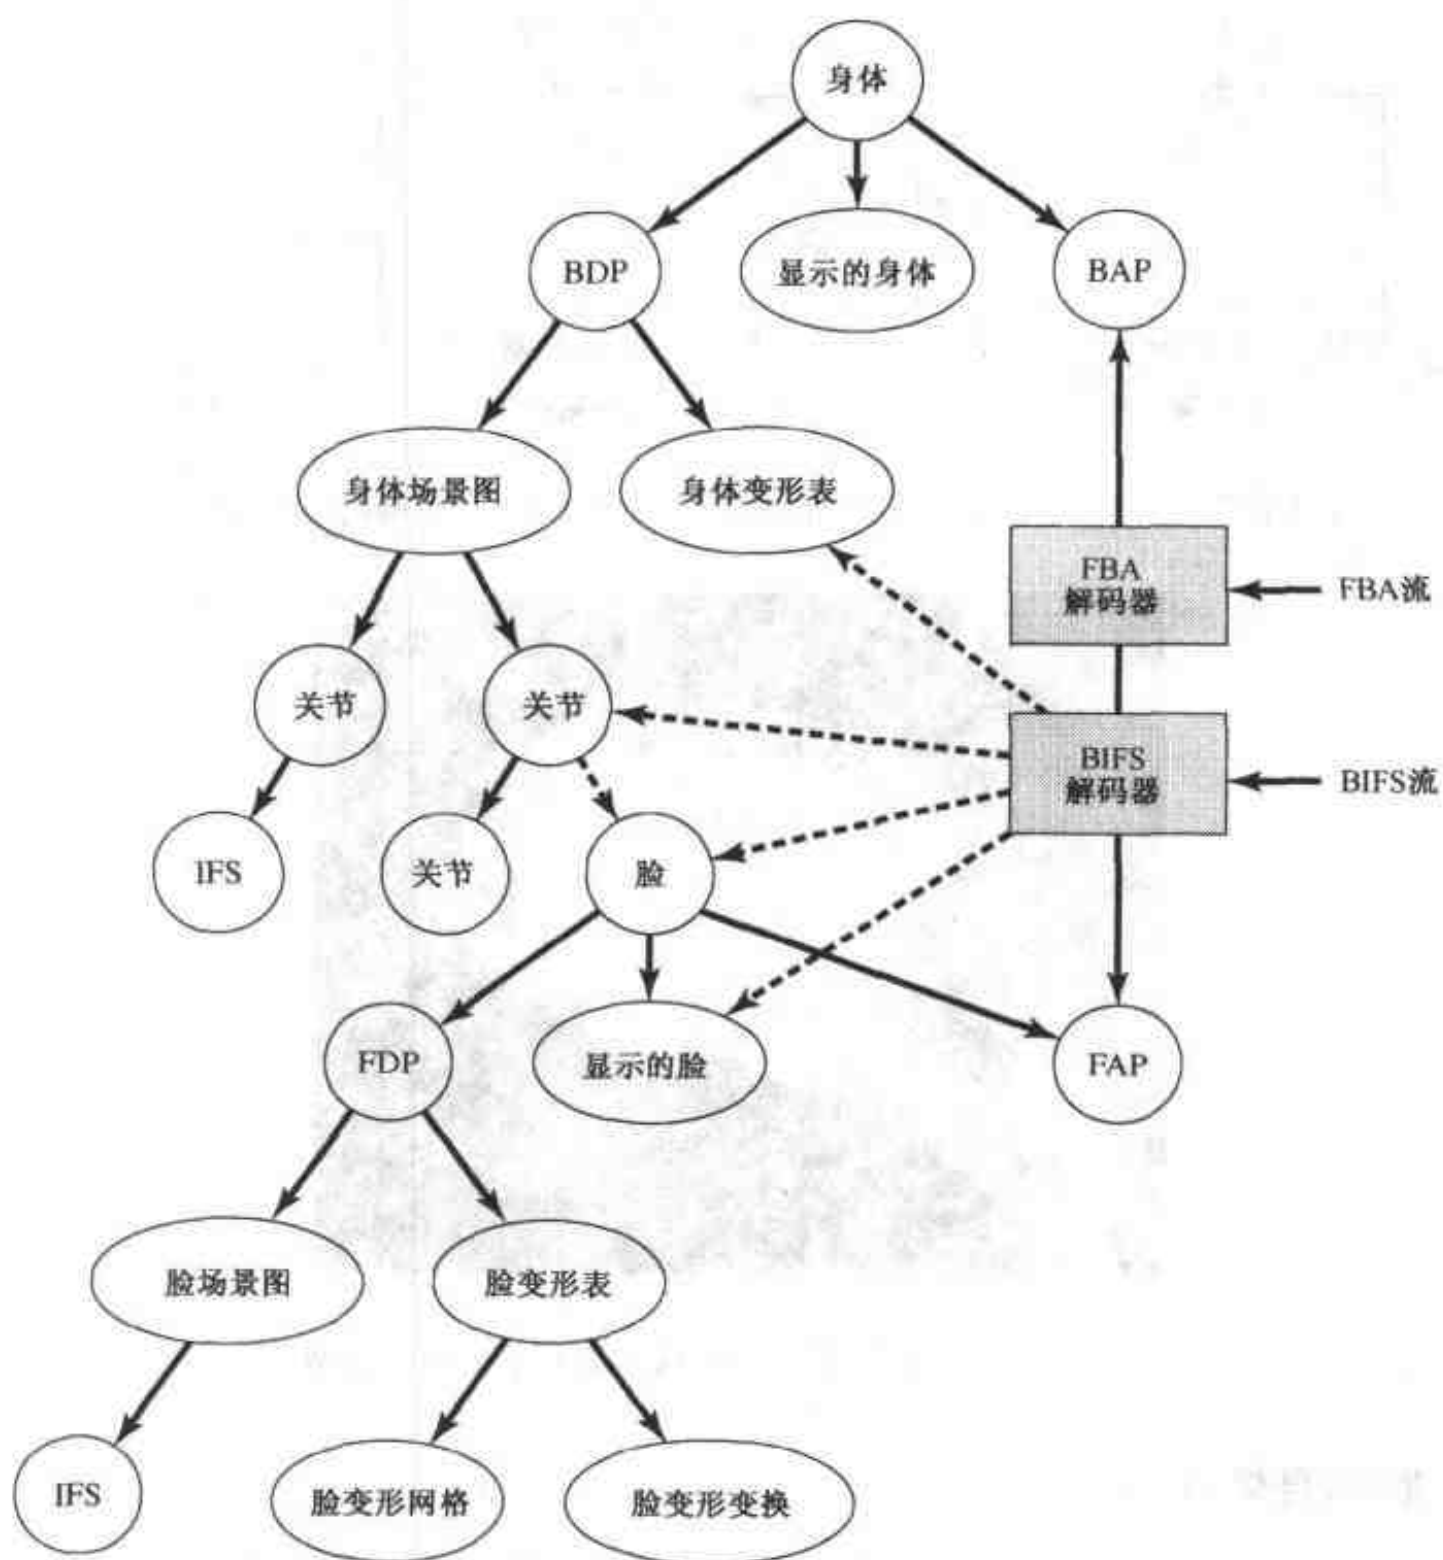 身体
BDP
显示的身体
BAP
身体场景图
身体变形表
FBA
解码器
FBA流
关节
关节
BIFS
解码器
BIFS流
IFS
关节
脸
FDP
显示的脸
FAP
脸场景图
脸变形表
IFS
脸变形网格
脸变形变换